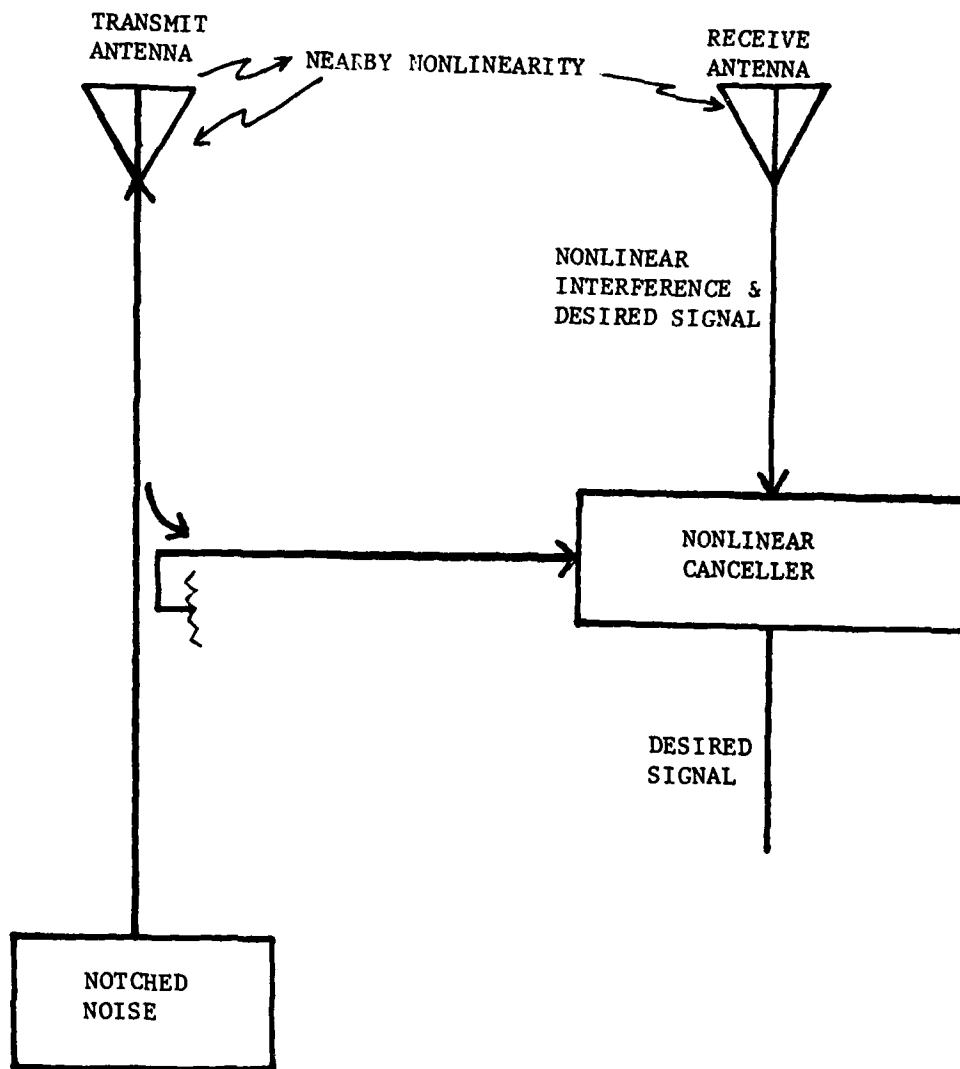 TRANSMIT
ANTENNA
NEARBY NONLINEARITY
RECEIVE
ANTENNA
NONLINEAR
INTERFERENCE &
DESIRED SIGNAL
NONLINEAR
CANCELLER
DESIRED
SIGNAL
NOTCHED
NOISE